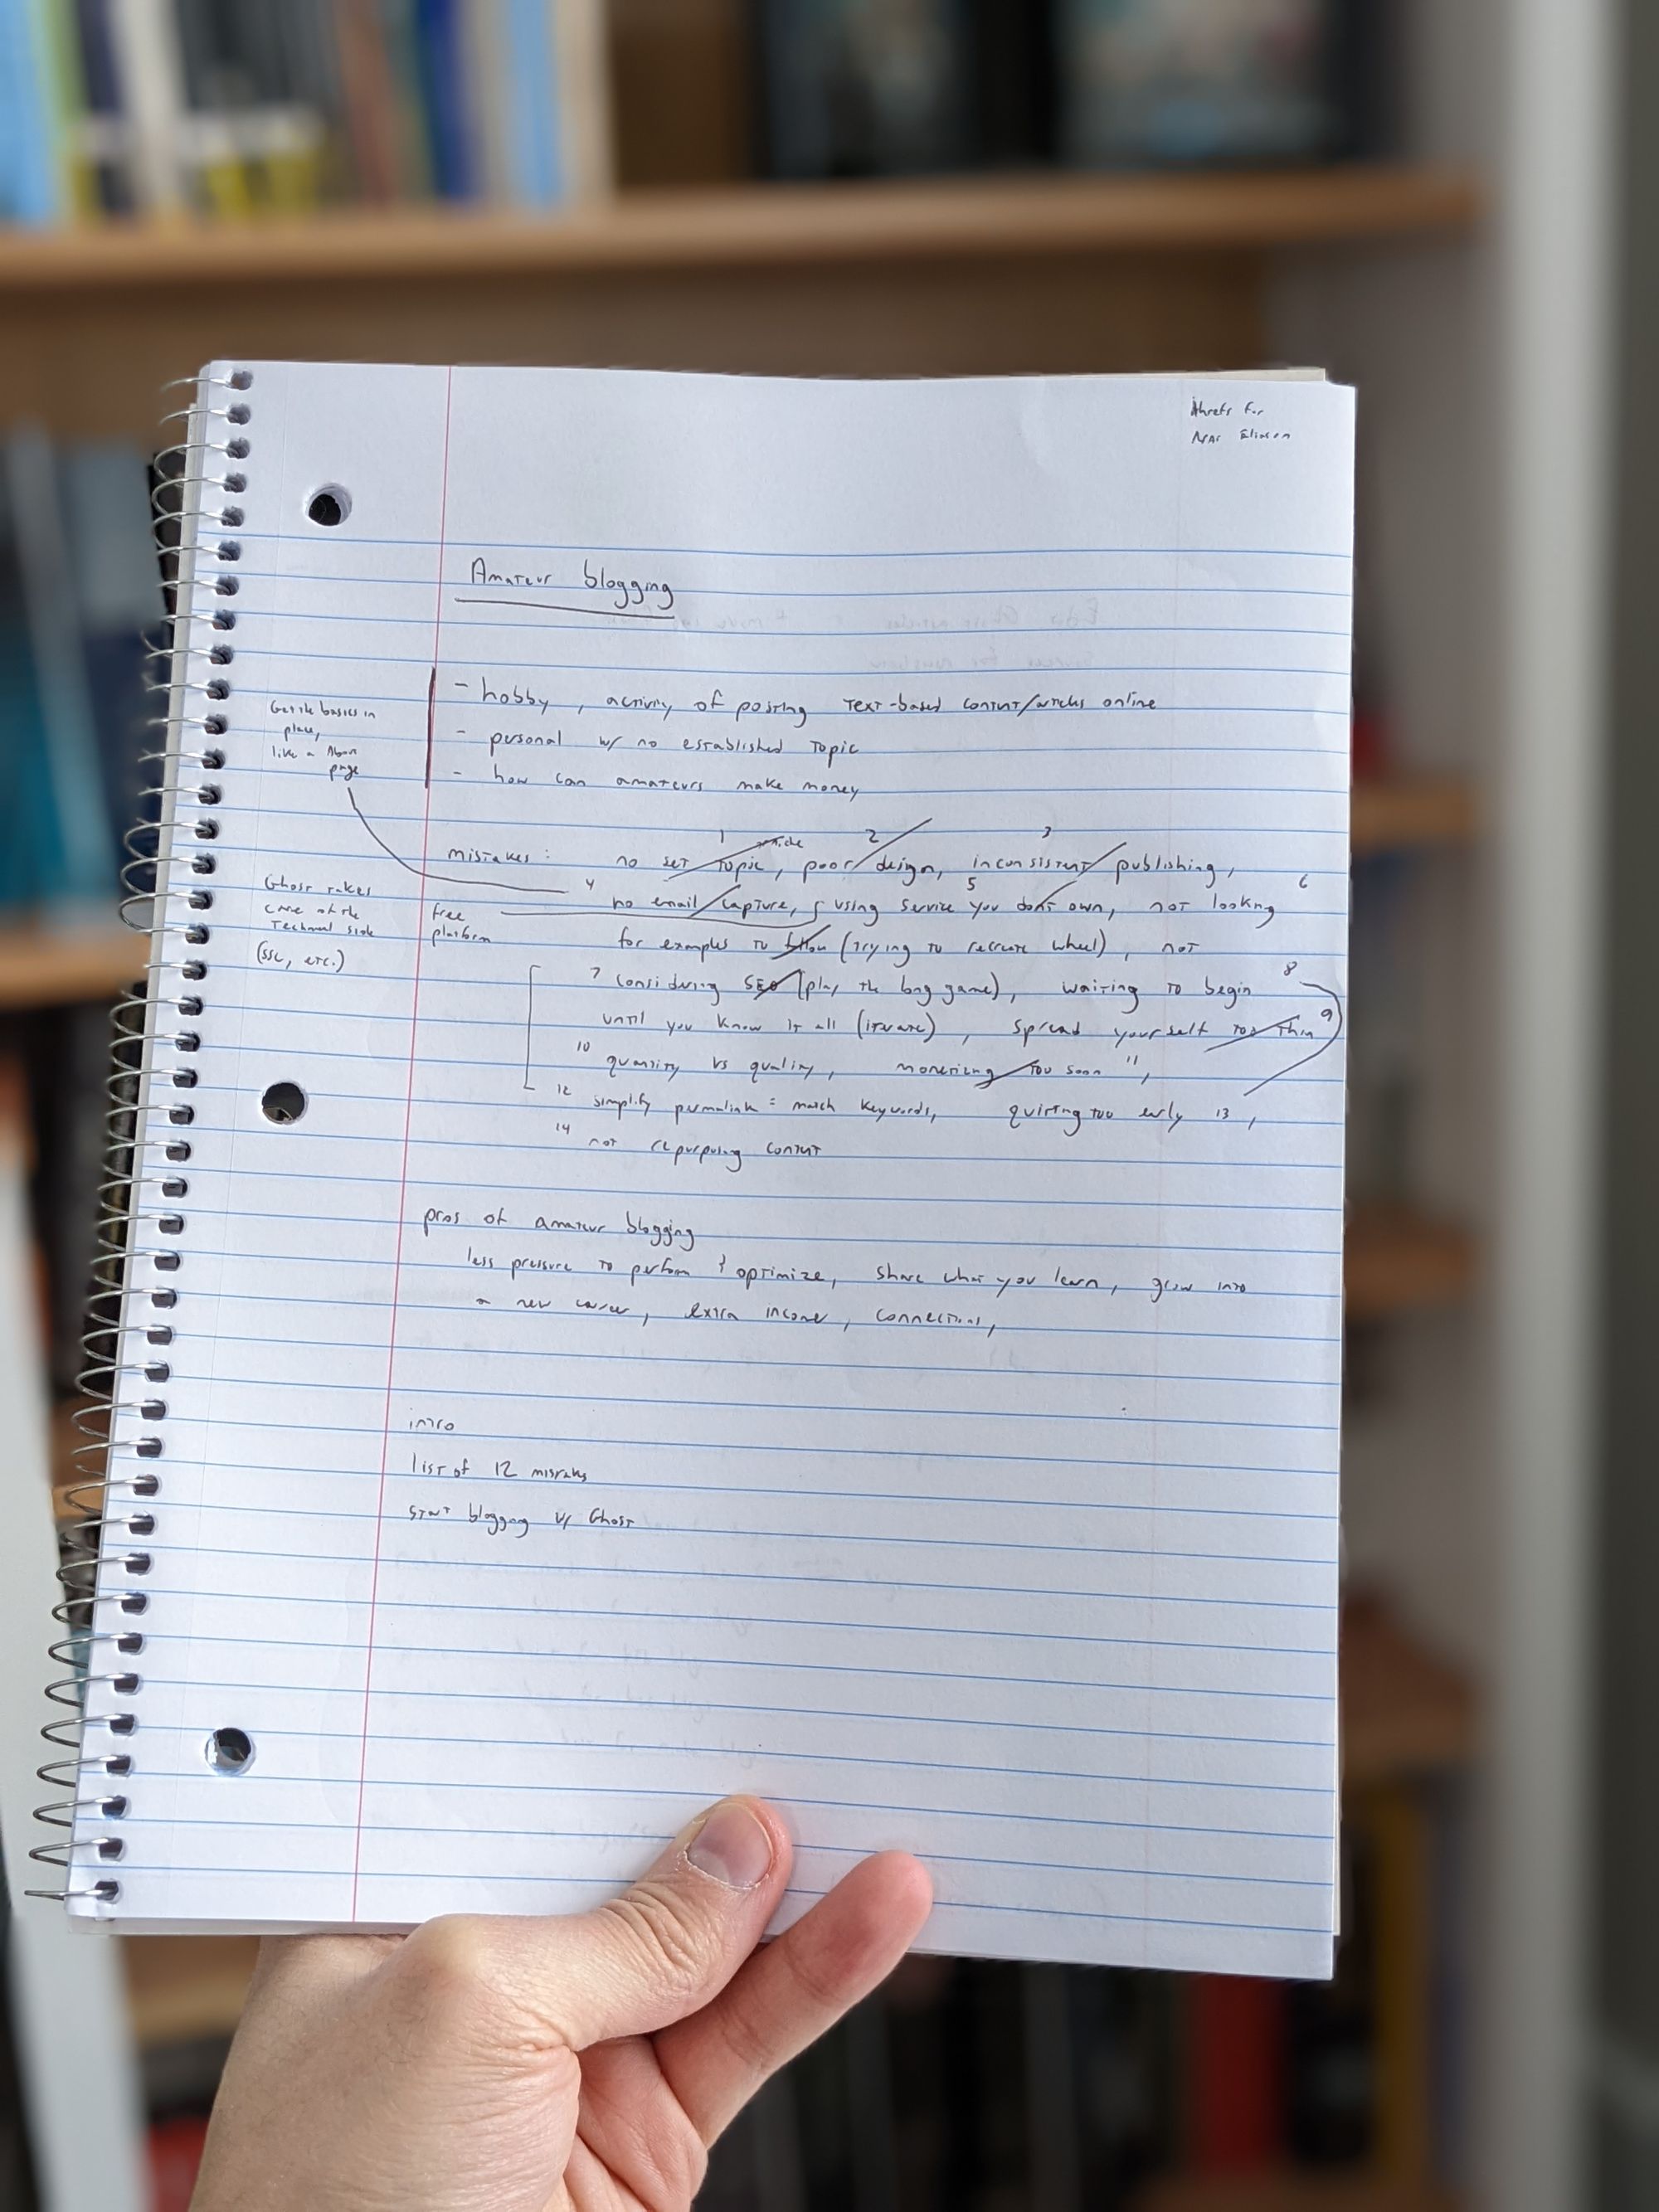 Ahrefs for
Amateur blogging
- hobby, activity of posting text-based content/articles online
- personal w/ no established topic
- how can amateurs make money
Get the basics in
place,
like a About
page
mistakes: 1 niche 2 3
no set topic, poor design, inconsistent publishing,
4 5 6
no email capture, using service you don't own, not looking
free
platform
for examples to follow (trying to recreate wheel), not
7 considering SEO (play the long game), waiting to begin 8
until you know it all (iterate), spread yourself too thin 9
10 quantity vs quality, monetizing too soon 11,
12 simplify permalink = match keywords, quitting too early 13,
14 not repurposing content
Ghost takes
care of the
technical side
(SSL, etc.)
pros of amateur blogging
less pressure to perform & optimize, share what you learn, grow into
a new career, extra income, connections,
intro
list of 12 mistakes
start blogging w/ Ghost